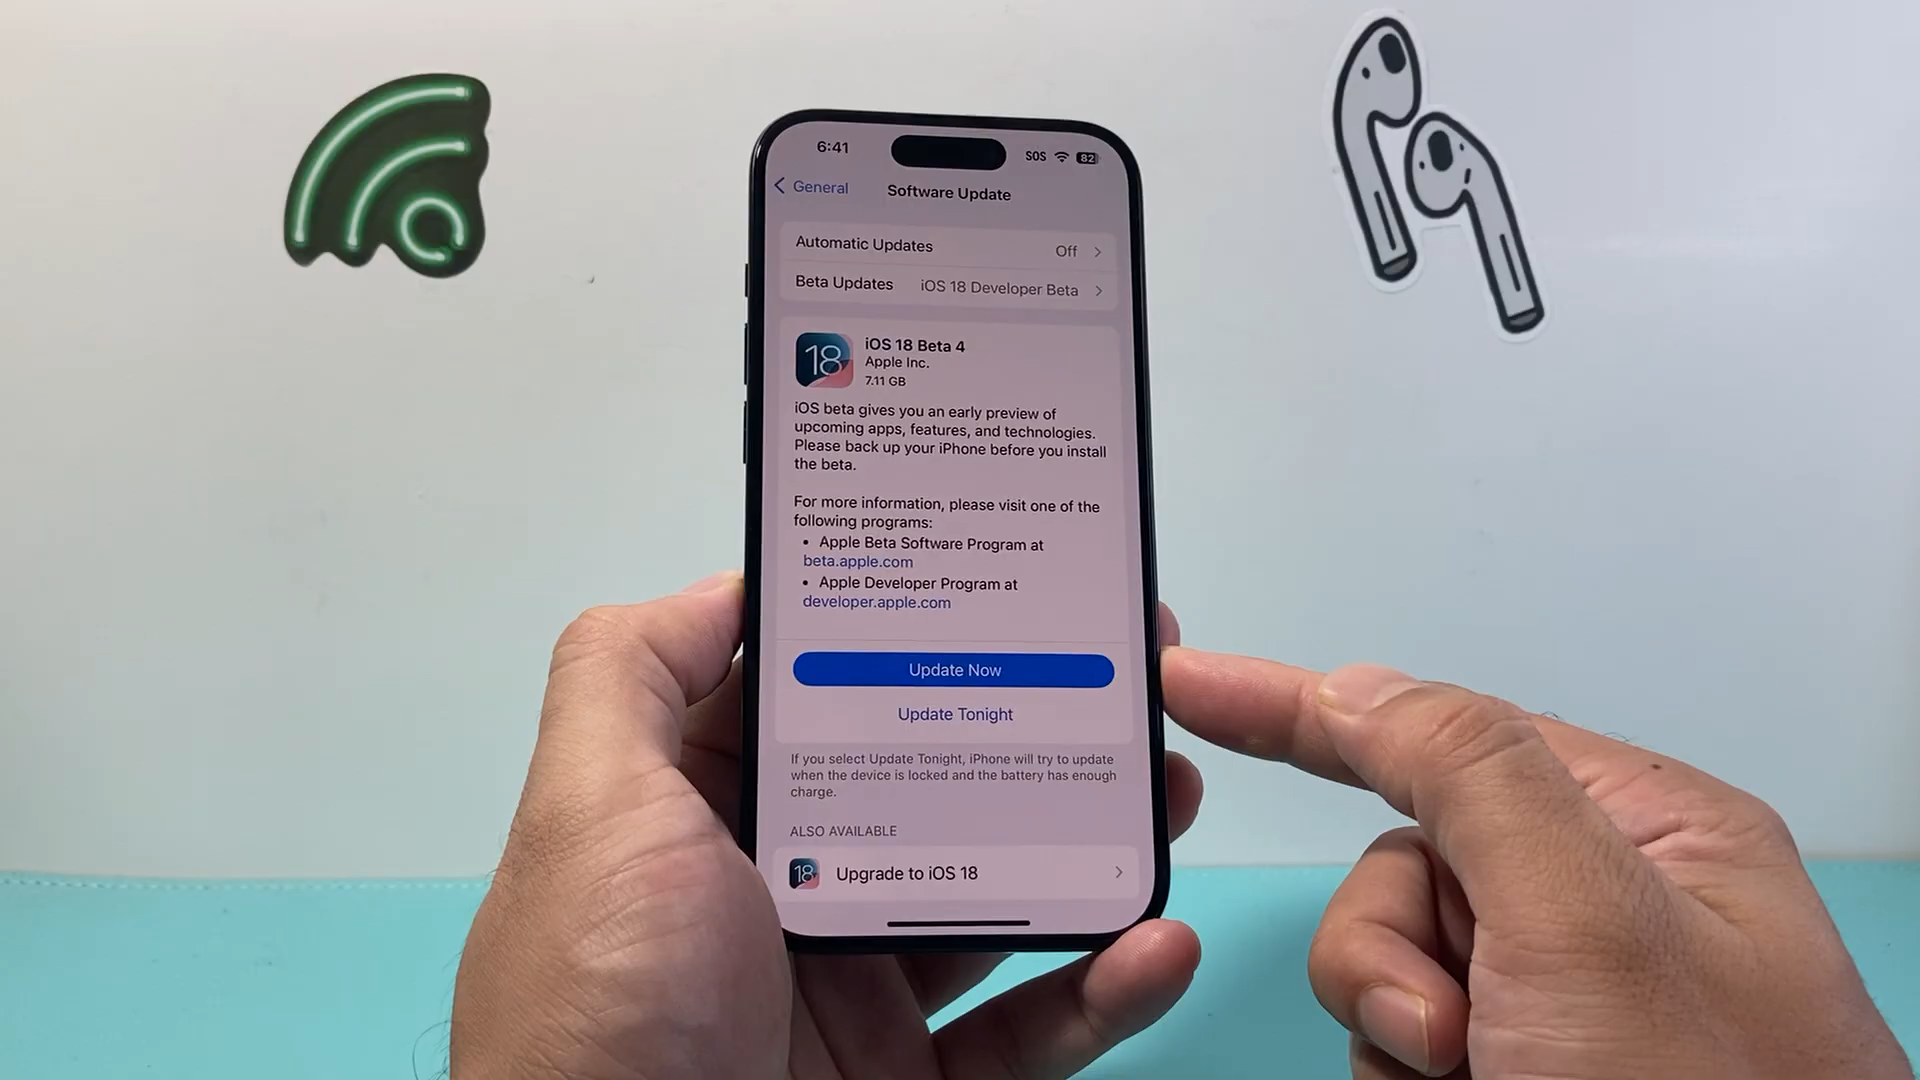 6:41
SOS
82
General
Software Update
Automatic Updates Off
Beta Updates iOS 18 Developer Beta
18
iOS 18 Beta 4
Apple Inc.
7.11 GB
iOS beta gives you an early preview of
upcoming apps, features, and technologies.
Please back up your iPhone before you install
the beta.
For more information, please visit one of the
following programs:
• Apple Beta Software Program at
beta.apple.com
• Apple Developer Program at
developer.apple.com
Update Now
Update Tonight
If you select Update Tonight, iPhone will try to update
when the device is locked and the battery has enough
charge.
ALSO AVAILABLE
18
Upgrade to iOS 18